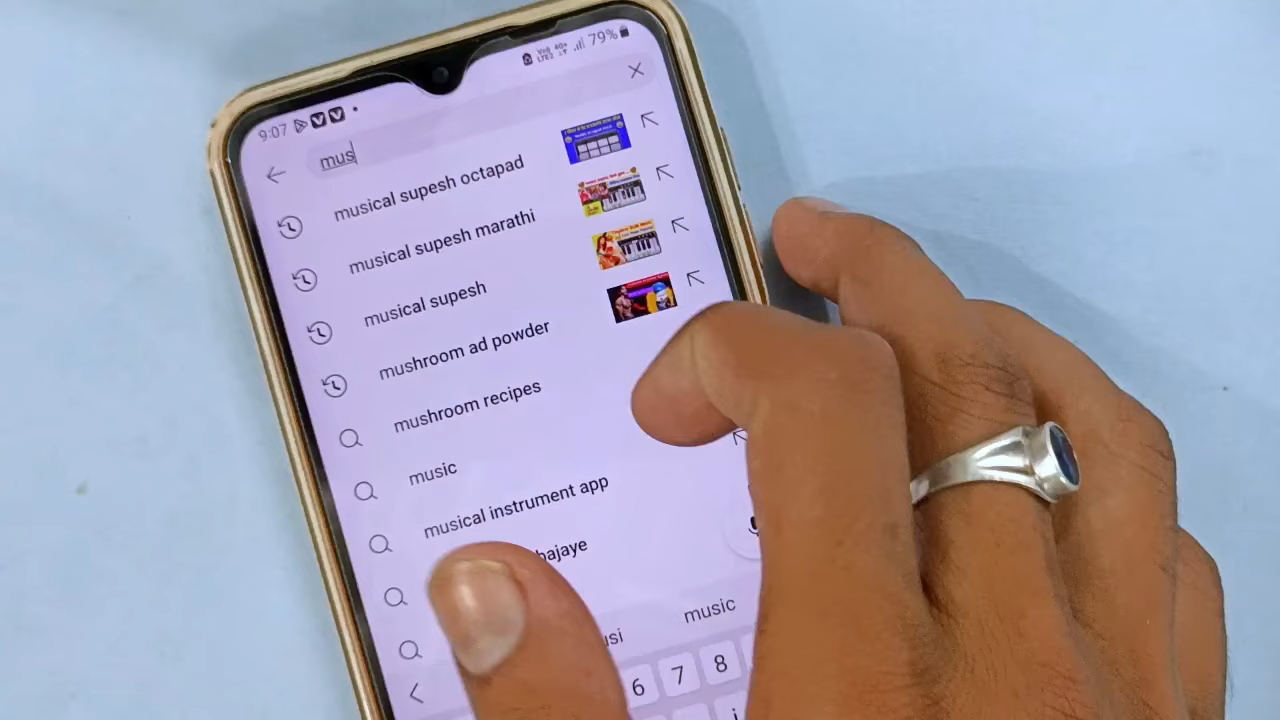 9:07
79%
mus
musical supesh octapad
musical supesh marathi
musical supesh
mushroom ad powder
mushroom recipes
music
musical instrument app
bajaye
usi music
6 7 8